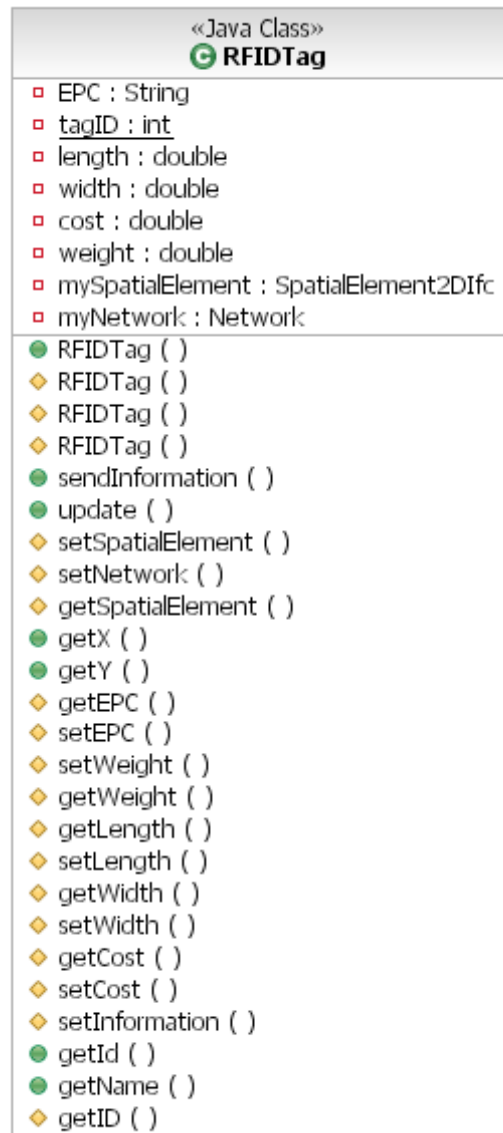 «Java Class»
RFIDTag
EPC : String
tagID : int
length : double
width : double
cost : double
weight : double
mySpatialElement : SpatialElement2DIfc
myNetwork : Network
RFIDTag ( )
RFIDTag ( )
RFIDTag ( )
RFIDTag ( )
sendInformation ( )
update ( )
setSpatialElement ( )
setNetwork ( )
getSpatialElement ( )
getX ( )
getY ( )
getEPC ( )
setEPC ( )
setWeight ( )
getWeight ( )
getLength ( )
setLength ( )
getWidth ( )
setWidth ( )
getCost ( )
setCost ( )
setInformation ( )
getId ( )
getName ( )
getID ( )